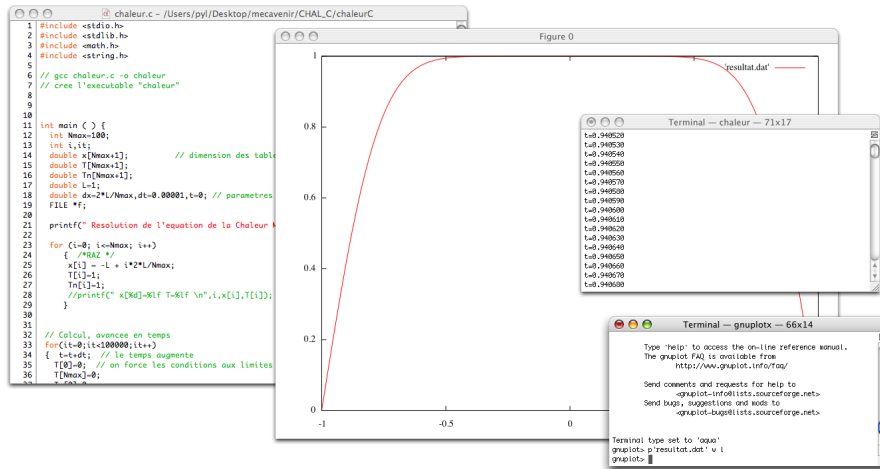 chaleur.c – /Users/pyl/Desktop/mecavenir/CHAL_C/chaleurC
1 #include <stdio.h>
2 #include <stdlib.h>
3 #include <math.h>
4 #include <string.h>
5
6 // gcc chaleur.c -o chaleur
7 // cree l'executable "chaleur"
8
9
10
11 int main ( ) {
12 int Nmax=100;
13 int i,it;
14 double x[Nmax+1]; // dimension des table
15 double T[Nmax+1];
16 double Tn[Nmax+1];
17 double L=1;
18 double dx=2*L/Nmax,dt=0.00001,t=0; // parametres
19 FILE *f;
20
21 printf(" Resolution de l'equation de la Chaleur
22
23 for (i=0; i<=Nmax; i++)
24 { /*RAZ */
25 x[i] = -L + i*2*L/Nmax;
26 T[i]=1;
27 Tn[i]=1;
28 //printf(" x[%d]=%lf T=%lf \n",i,x[i],T[i]);
29 }
30
31
32 // Calcul, avancee en temps
33 for(it=0;it<100000;it++)
34 { t=t+dt; // le temps augmente
35 T[0]=0; // on force les conditions aux limites
36 T[Nmax]=0;
Figure 0
1
0.8
0.6
0.4
0.2
0
-1
-0.5
0
'resultat.dat'
Terminal — chaleur — 71x17
t=0.940520
t=0.940530
t=0.940540
t=0.940550
t=0.940560
t=0.940570
t=0.940580
t=0.940590
t=0.940600
t=0.940610
t=0.940620
t=0.940630
t=0.940640
t=0.940650
t=0.940660
t=0.940670
t=0.940680
Terminal — gnuplotx — 66x14
Type `help` to access the on-line reference manual.
The gnuplot FAQ is available from
http://www.gnuplot.info/faq/
Send comments and requests for help to
<gnuplot-info@lists.sourceforge.net>
Send bugs, suggestions and mods to
<gnuplot-bugs@lists.sourceforge.net>
Terminal type set to 'aqua'
gnuplot> p'resultat.dat' w l
gnuplot>